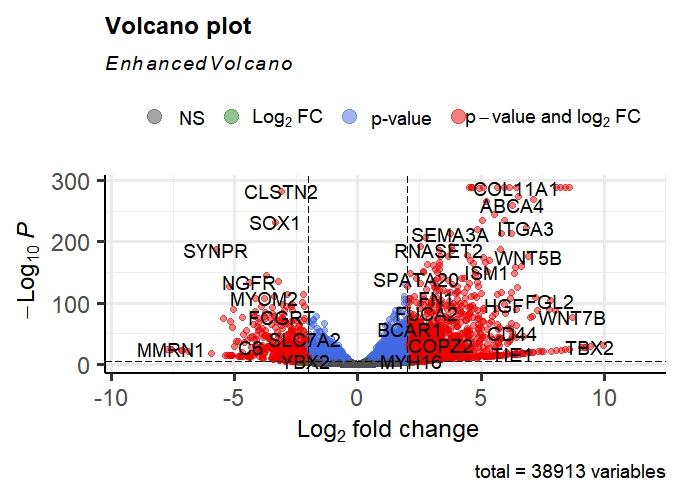 Volcano plot
EnhancedVolcano
NS Log₂ FC p-value p−value and log₂ FC
−Log₁₀ P
300
200
100
0
CLSTN2 COL11A1
ABCA4
SOX1 ITGA3
SEMA3A
SYNPR RNASET2 WNT5B
SM1
NGFR SPATA20
MYOM2 FN1 HGF FGL2
FCGRT FUCA2 WNT7B
BCAR1 CD44
SLC7A2
MMRN1 C6 COPZ2 TIE1 TBX2
YBX2 MYH16
-10 -5 0 5 10
Log₂ fold change
total = 38913 variables